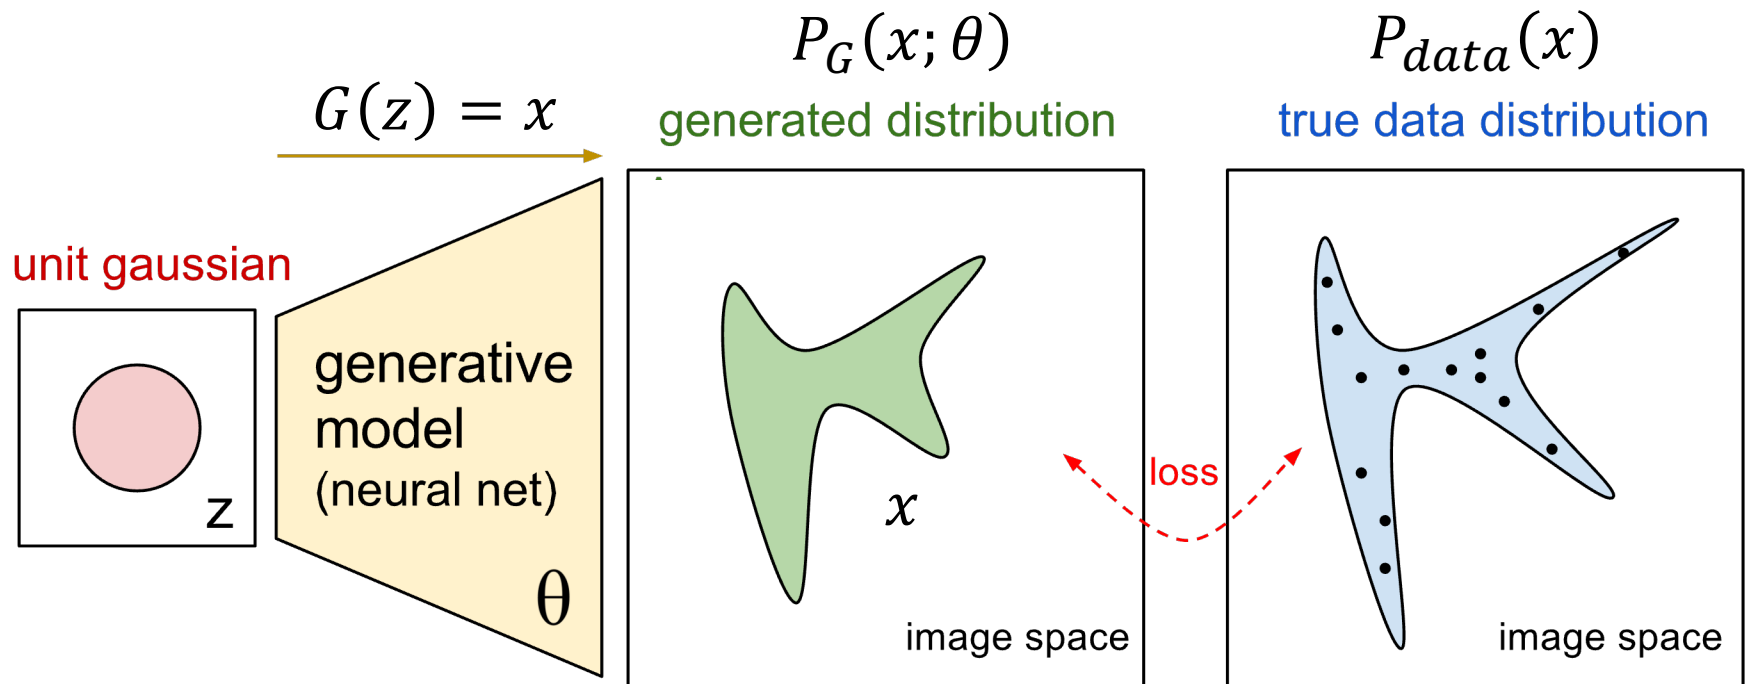 P_G(x; θ)
P_data(x)
G(z) = x
generated distribution
true data distribution
unit gaussian
z
generative
model
(neural net)
θ
x
image space
loss
image space